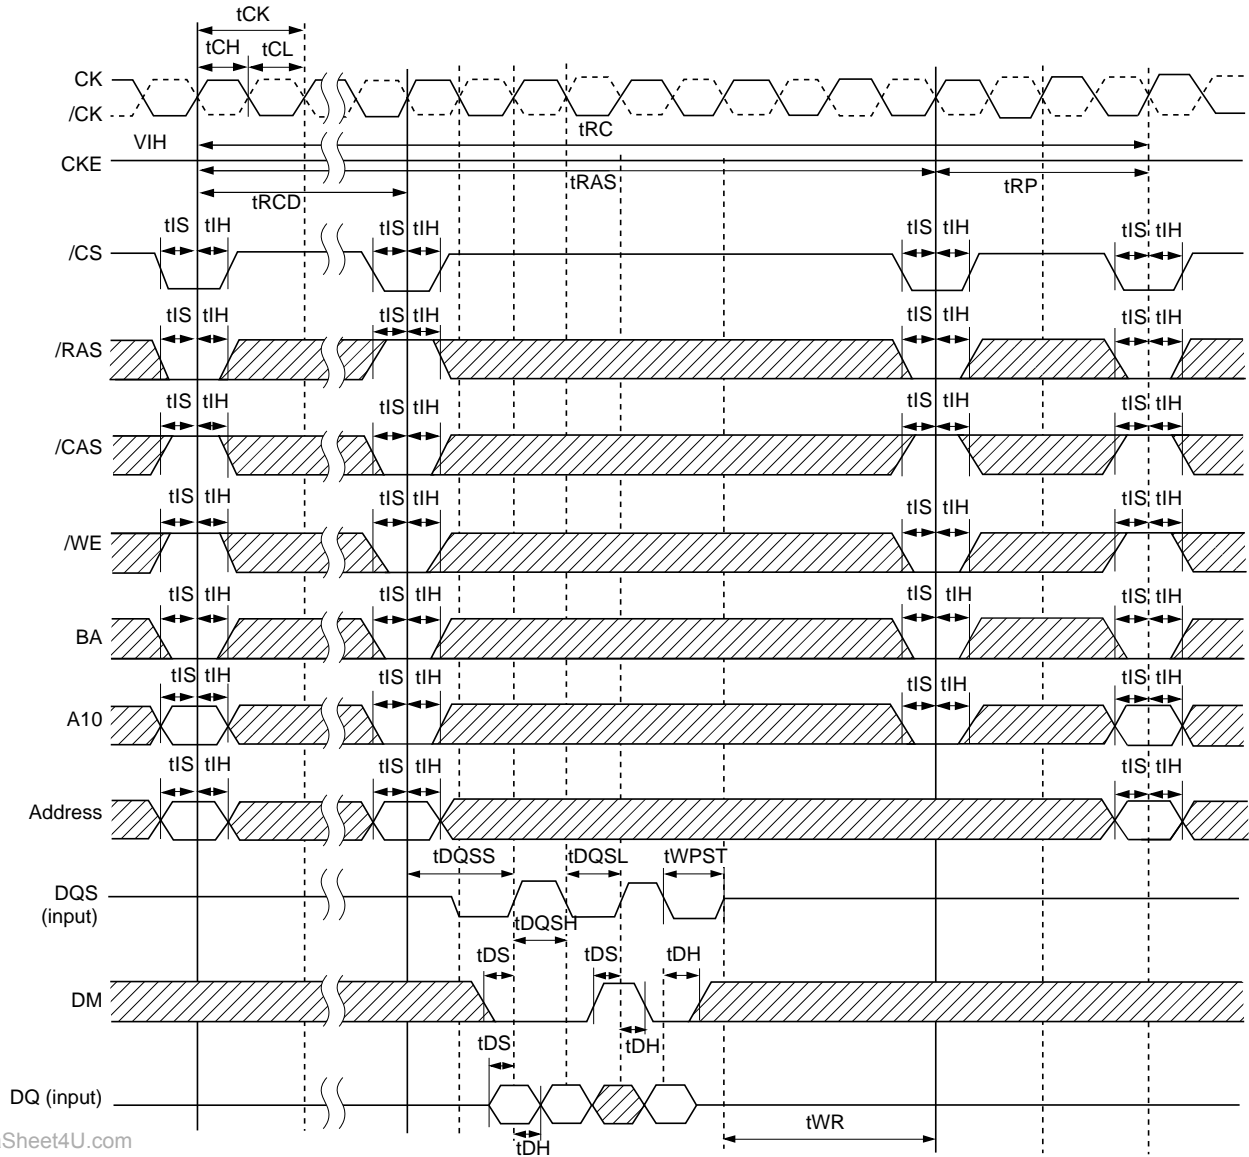 tCK
tCH tCL
CK
/CK
tRC
VIH
CKE
tRAS tRP
tRCD
tIS tIH tIS tIH tIS tIH tIS tIH
/CS
tIS tIH tIS tIH tIS tIH tIS tIH
/RAS
tIS tIH tIS tIH tIS tIH tIS tIH
/CAS
tIS tIH tIS tIH tIS tIH tIS tIH
/WE
tIS tIH tIS tIH tIS tIH tIS tIH
BA
tIS tIH tIS tIH tIS tIH tIS tIH
A10
tIS tIH tIS tIH tIS tIH
Address
tDQSS tDQSL tWPST
DQS
(input)
tDQSH
tDS tDS tDH
DM
tDS tDH
DQ (input)
tWR
tDH
Sheet4U.com